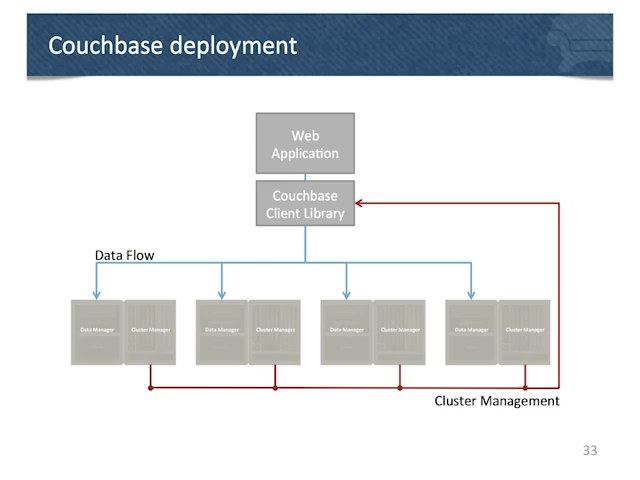 Couchbase deployment
Web
Application
Couchbase
Client Library
Data Flow
Data Manager Cluster Manager Data Manager Cluster Manager Data Manager Cluster Manager Data Manager Cluster Manager
Cluster Management
33